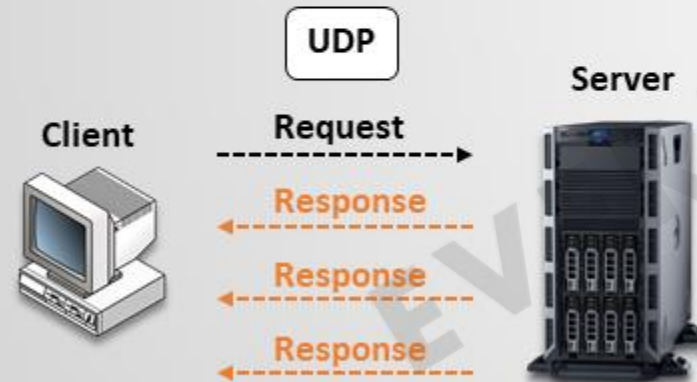 UDP
Server
Client
Request
Response
Response
Response